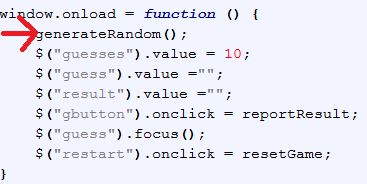 window.onload = function () {
generateRandom();
$("guesses").value = 10;
$("guess").value ="";
$("result").value ="";
$("gbutton").onclick = reportResult;
$("guess").focus();
$("restart").onclick = resetGame;
}